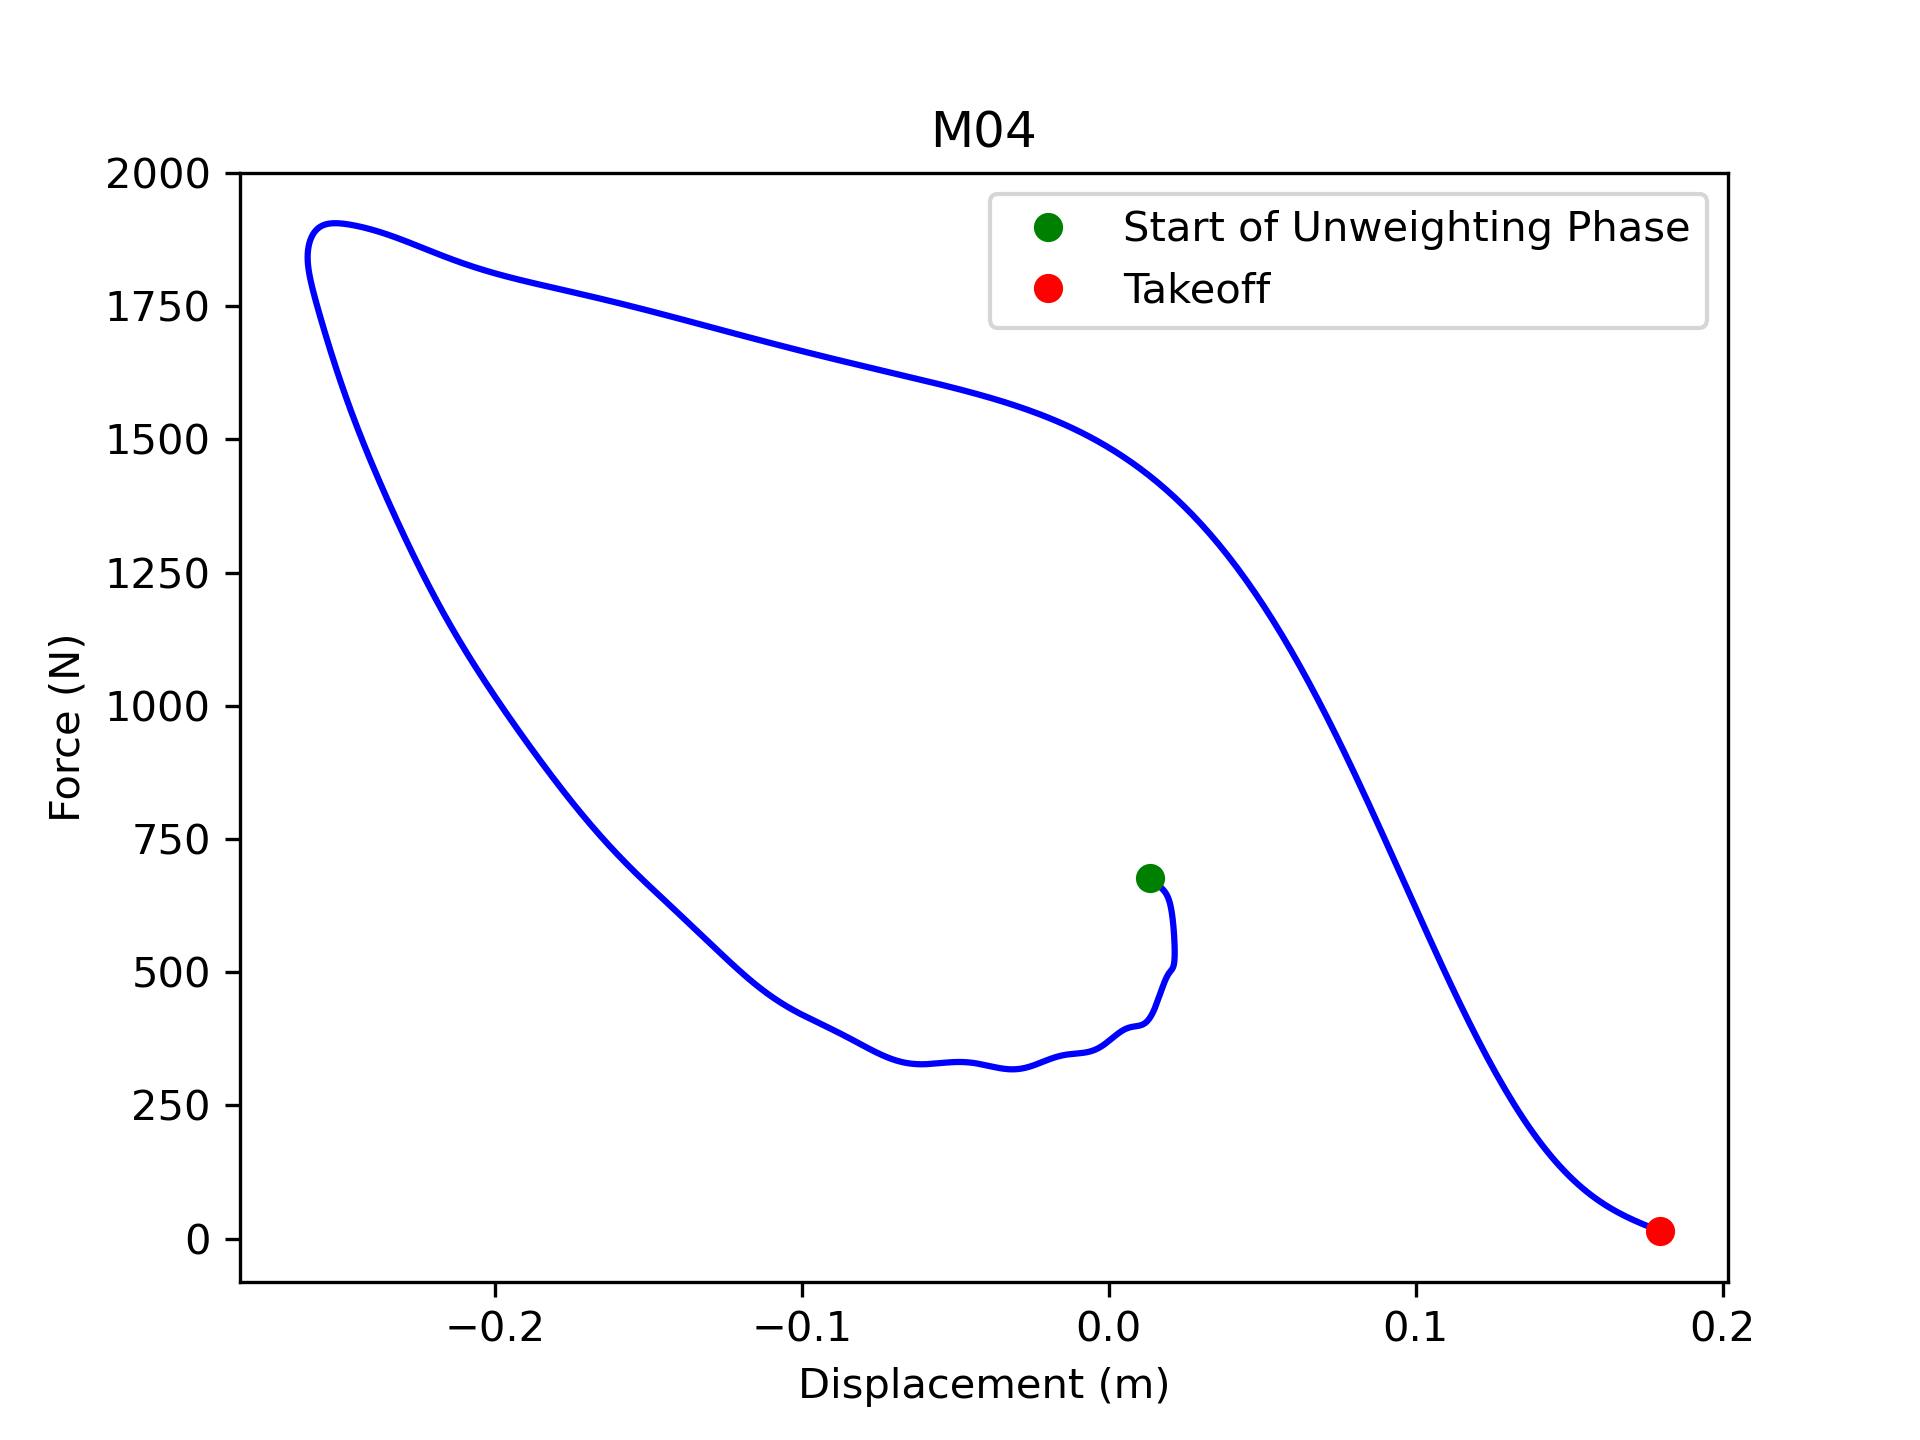 M04
2000
1750
1500
1250
1000
750
500
250
0
Force (N)
Start of Unweighting Phase
Takeoff
−0.2 −0.1 0.0 0.1 0.2
Displacement (m)